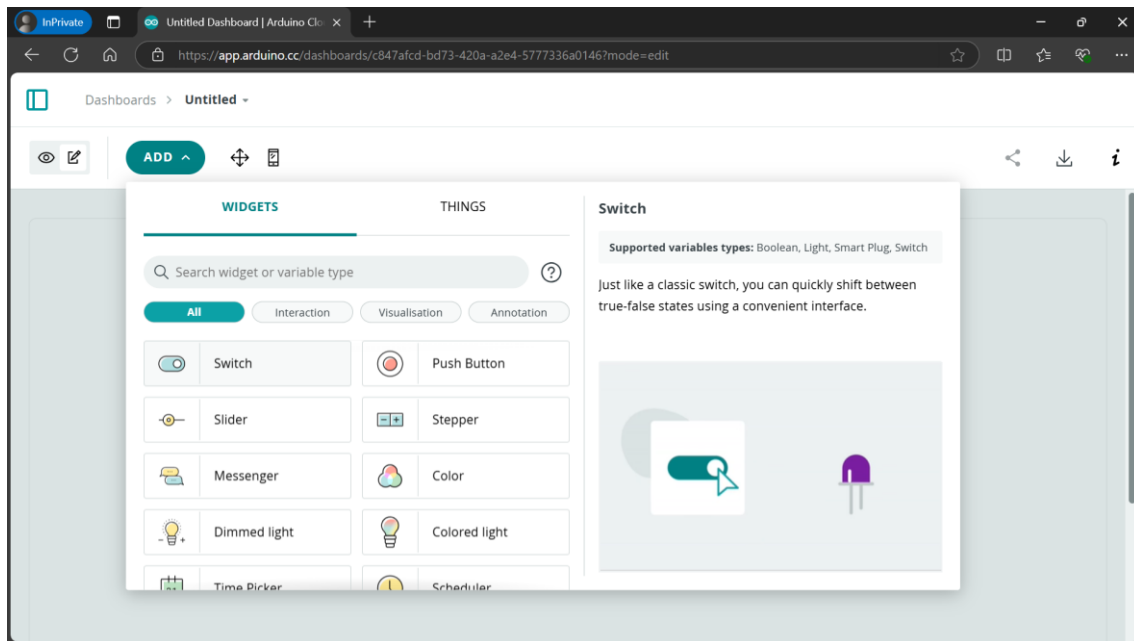 InPrivate
Untitled Dashboard | Arduino Clo
https://app.arduino.cc/dashboards/c847afcd-bd73-420a-a2e4-5777336a0146?mode=edit
Dashboards > Untitled
ADD
i
WIDGETS
THINGS
Search widget or variable type
?
All
Interaction
Visualisation
Annotation
Switch
Push Button
Slider
Stepper
Messenger
Color
Dimmed light
Colored light
Time Picker
Scheduler
Switch
Supported variables types: Boolean, Light, Smart Plug, Switch
Just like a classic switch, you can quickly shift between
true-false states using a convenient interface.